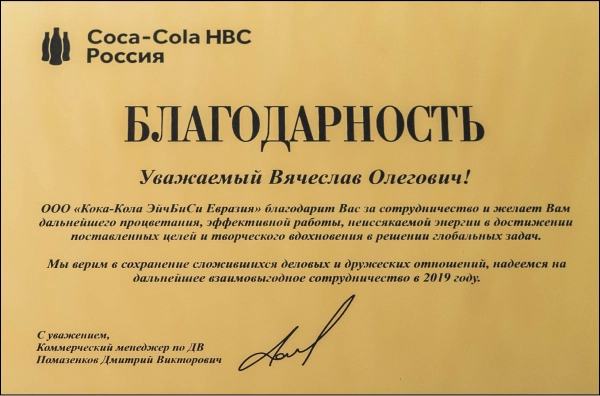 Coca-Cola HBC
Россия
БЛАГОДАРНОСТЬ
Уважаемый Вячеслав Олегович!
ООО «Кока-Кола ЭйчБиСи Евразия» благодарит Вас за сотрудничество и желает Вам
дальнейшего процветания, эффективной работы, неиссякаемой энергии в достижении
поставленных целей и творческого вдохновения в решении глобальных задач.
Мы верим в сохранение сложившихся деловых и дружеских отношений, надеемся на
дальнейшее взаимовыгодное сотрудничество в 2019 году.
С уважением,
Коммерческий менеджер по ДВ
Помазенков Дмитрий Викторович